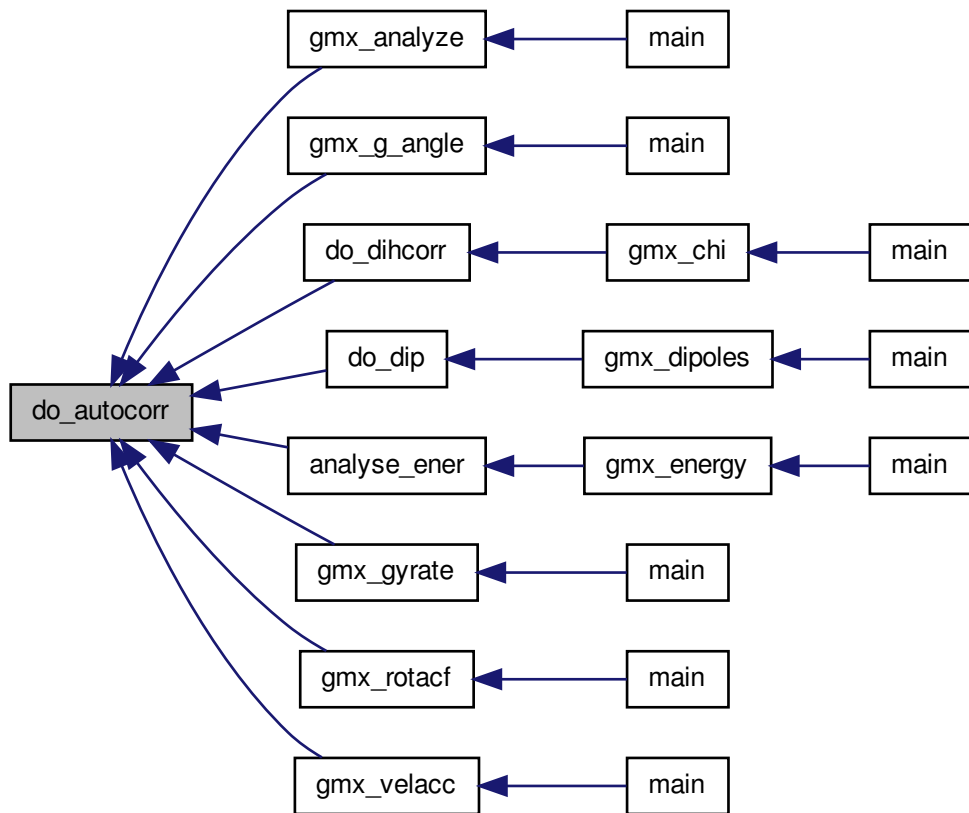 gmx_analyze main
gmx_g_angle main
do_dihcorr gmx_chi main
do_dip gmx_dipoles main
do_autocorr
analyse_ener gmx_energy main
gmx_gyrate main
gmx_rotacf main
gmx_velacc main